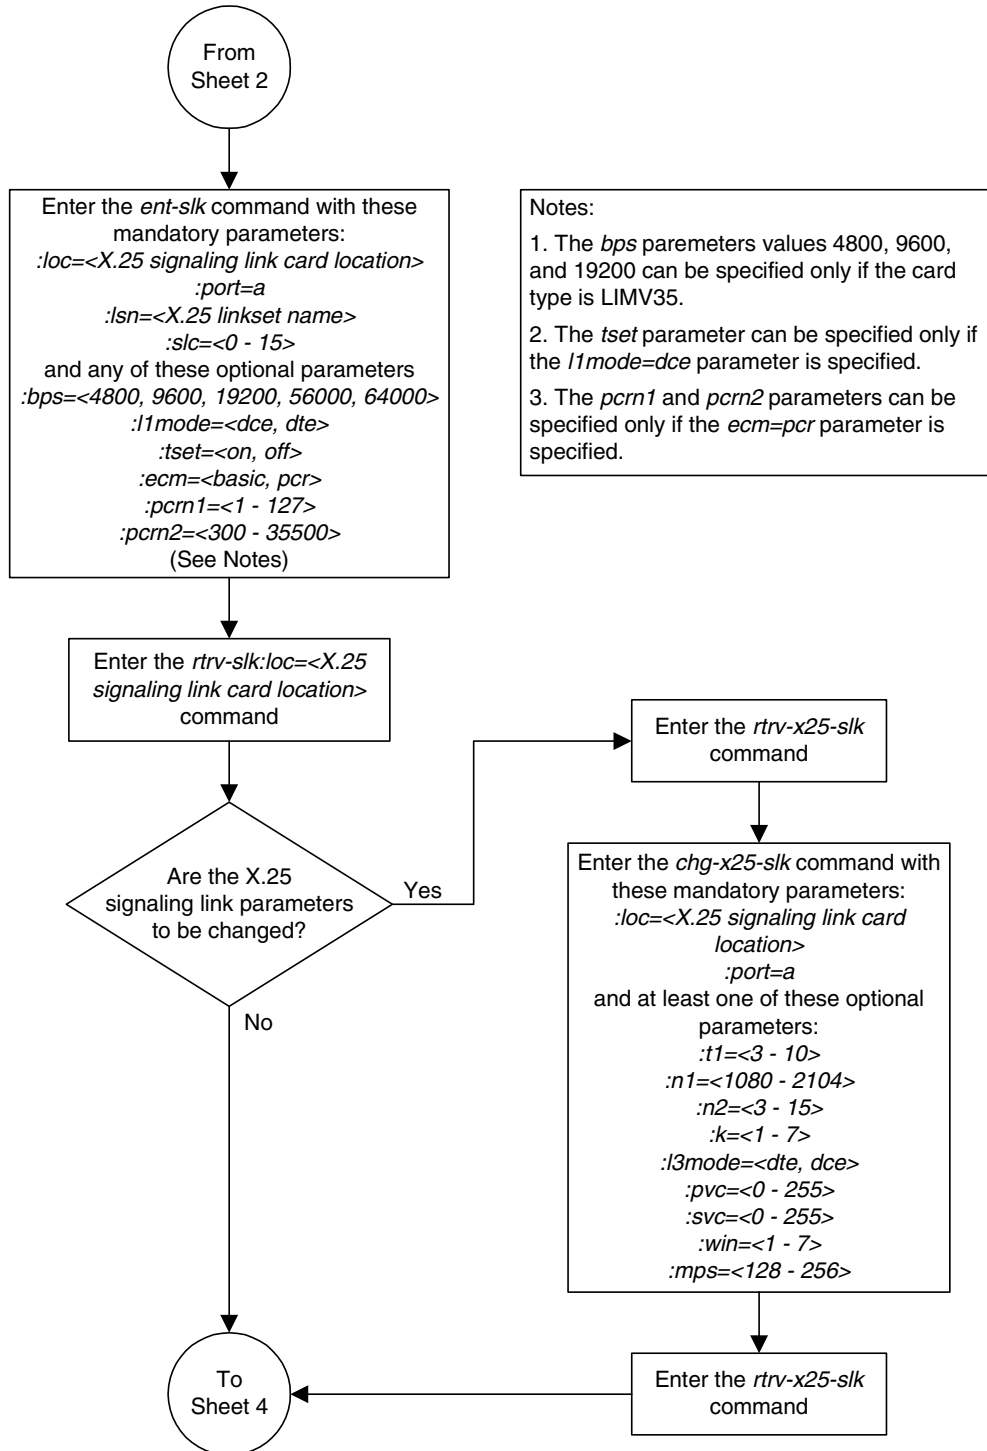 From
Sheet 2
Enter the ent-slk command with these
mandatory parameters:
:loc=<X.25 signaling link card location>
:port=a
:lsn=<X.25 linkset name>
:slc=<0 - 15>
and any of these optional parameters
:bps=<4800, 9600, 19200, 56000, 64000>
:l1mode=<dce, dte>
:tset=<on, off>
:ecm=<basic, pcr>
:pcrn1=<1 - 127>
:pcrn2=<300 - 35500>
(See Notes)
Notes:
1. The bps paremeters values 4800, 9600,
and 19200 can be specified only if the card
type is LIMV35.
2. The tset parameter can be specified only if
the l1mode=dce parameter is specified.
3. The pcrn1 and pcrn2 parameters can be
specified only if the ecm=pcr parameter is
specified.
Enter the rtrv-slk:loc=<X.25
signaling link card location>
command
Are the X.25
signaling link parameters
to be changed?
Yes
No
Enter the rtrv-x25-slk
command
Enter the chg-x25-slk command with
these mandatory parameters:
:loc=<X.25 signaling link card
location>
:port=a
and at least one of these optional
parameters:
:t1=<3 - 10>
:n1=<1080 - 2104>
:n2=<3 - 15>
:k=<1 - 7>
:l3mode=<dte, dce>
:pvc=<0 - 255>
:svc=<0 - 255>
:win=<1 - 7>
:mps=<128 - 256>
Enter the rtrv-x25-slk
command
To
Sheet 4